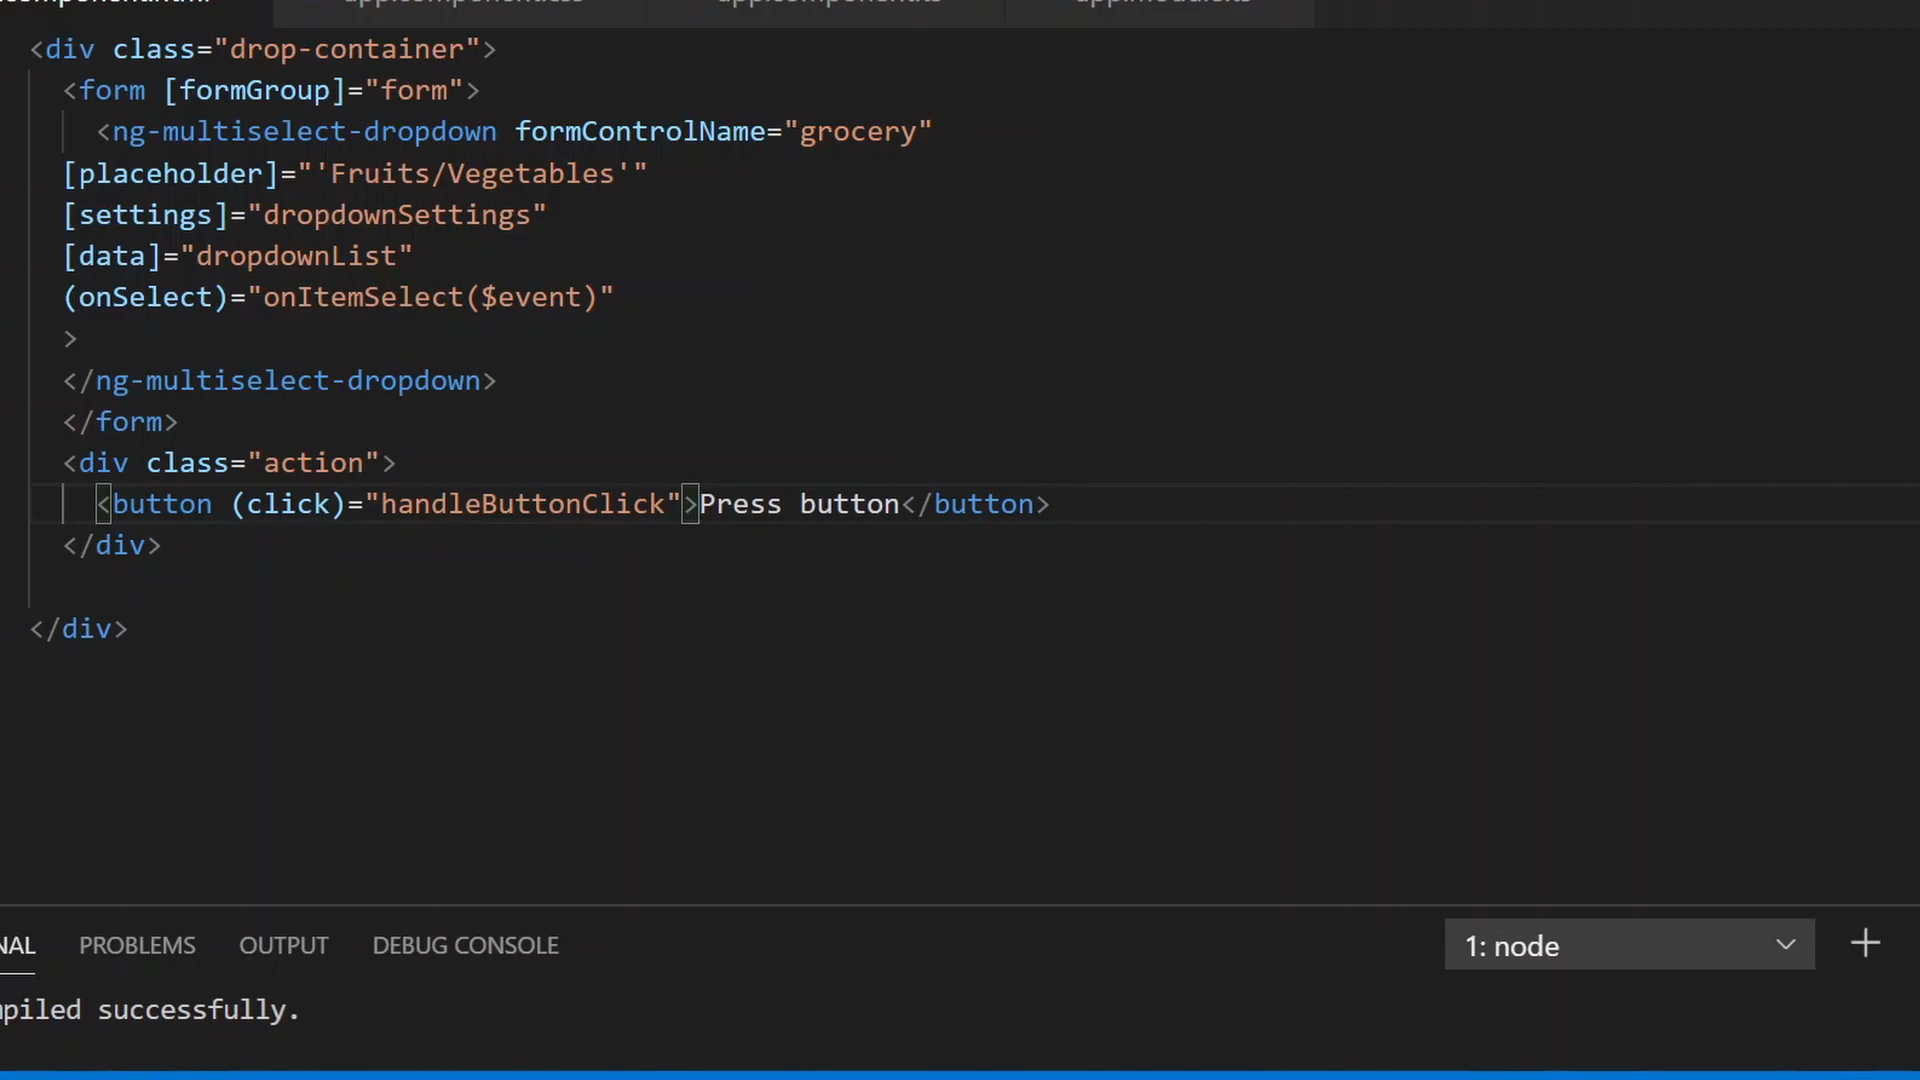 <div class="drop-container">
<form [formGroup]="form">
<ng-multiselect-dropdown formControlName="grocery"
[placeholder]="'Fruits/Vegetables'"
[settings]="dropdownSettings"
[data]="dropdownList"
(onSelect)="onItemSelect($event)"
>
</ng-multiselect-dropdown>
</form>
<div class="action">
<button (click)="handleButtonClick">Press button</button>
</div>
</div>
NAL PROBLEMS OUTPUT DEBUG CONSOLE 1: node
mpiled successfully.